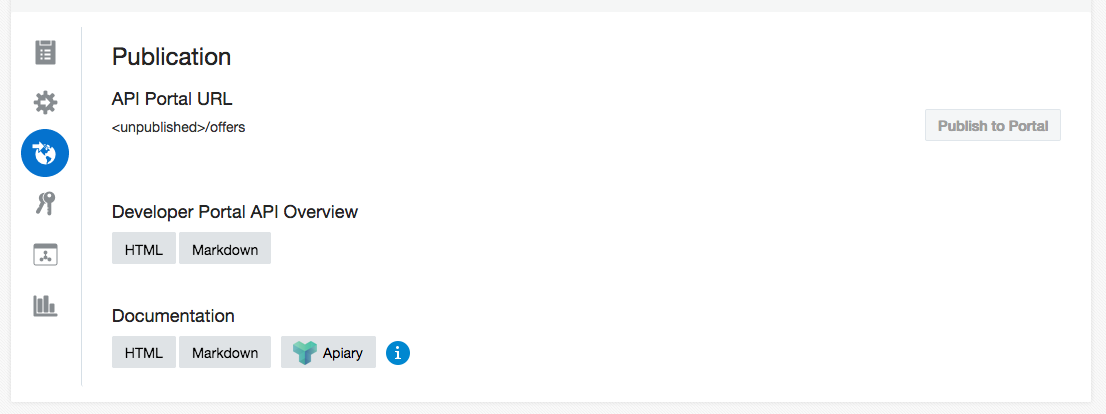 Publication
API Portal URL
<unpublished>/offers
Publish to Portal
Developer Portal API Overview
HTML Markdown
Documentation
HTML Markdown Apiary i